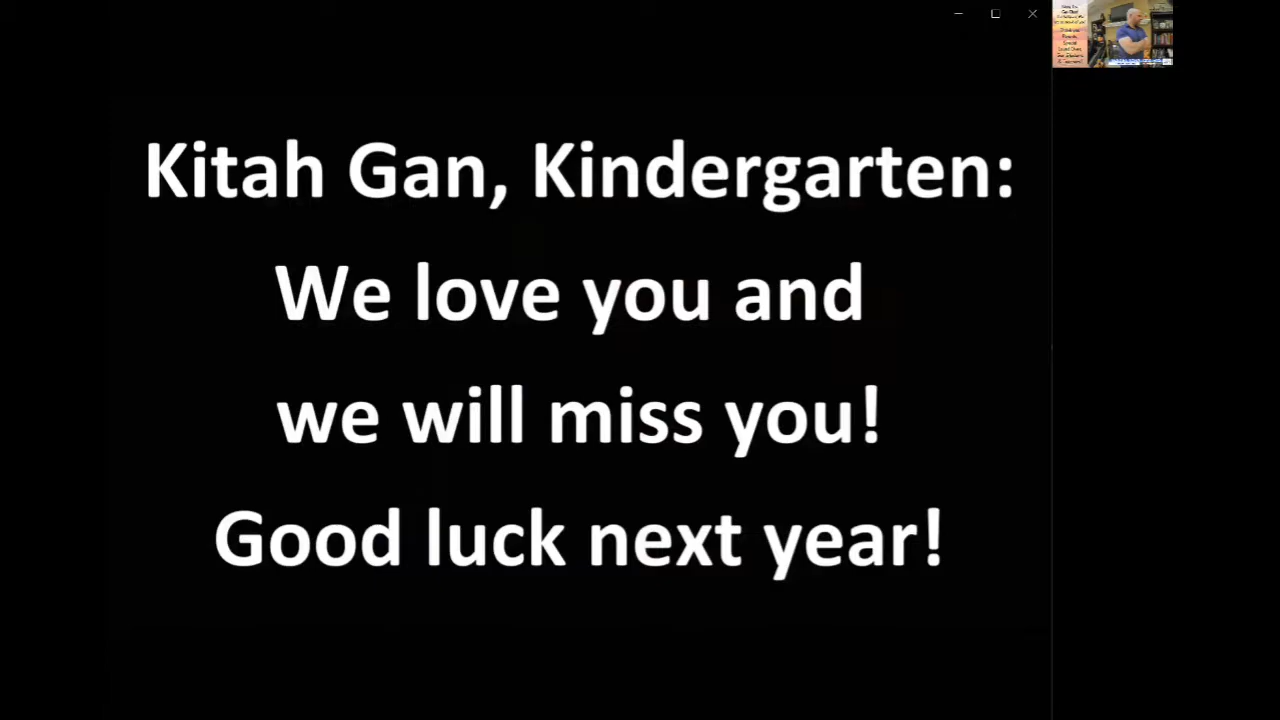 Kitah Gan, Kindergarten:
We love you and
we will miss you!
Good luck next year!